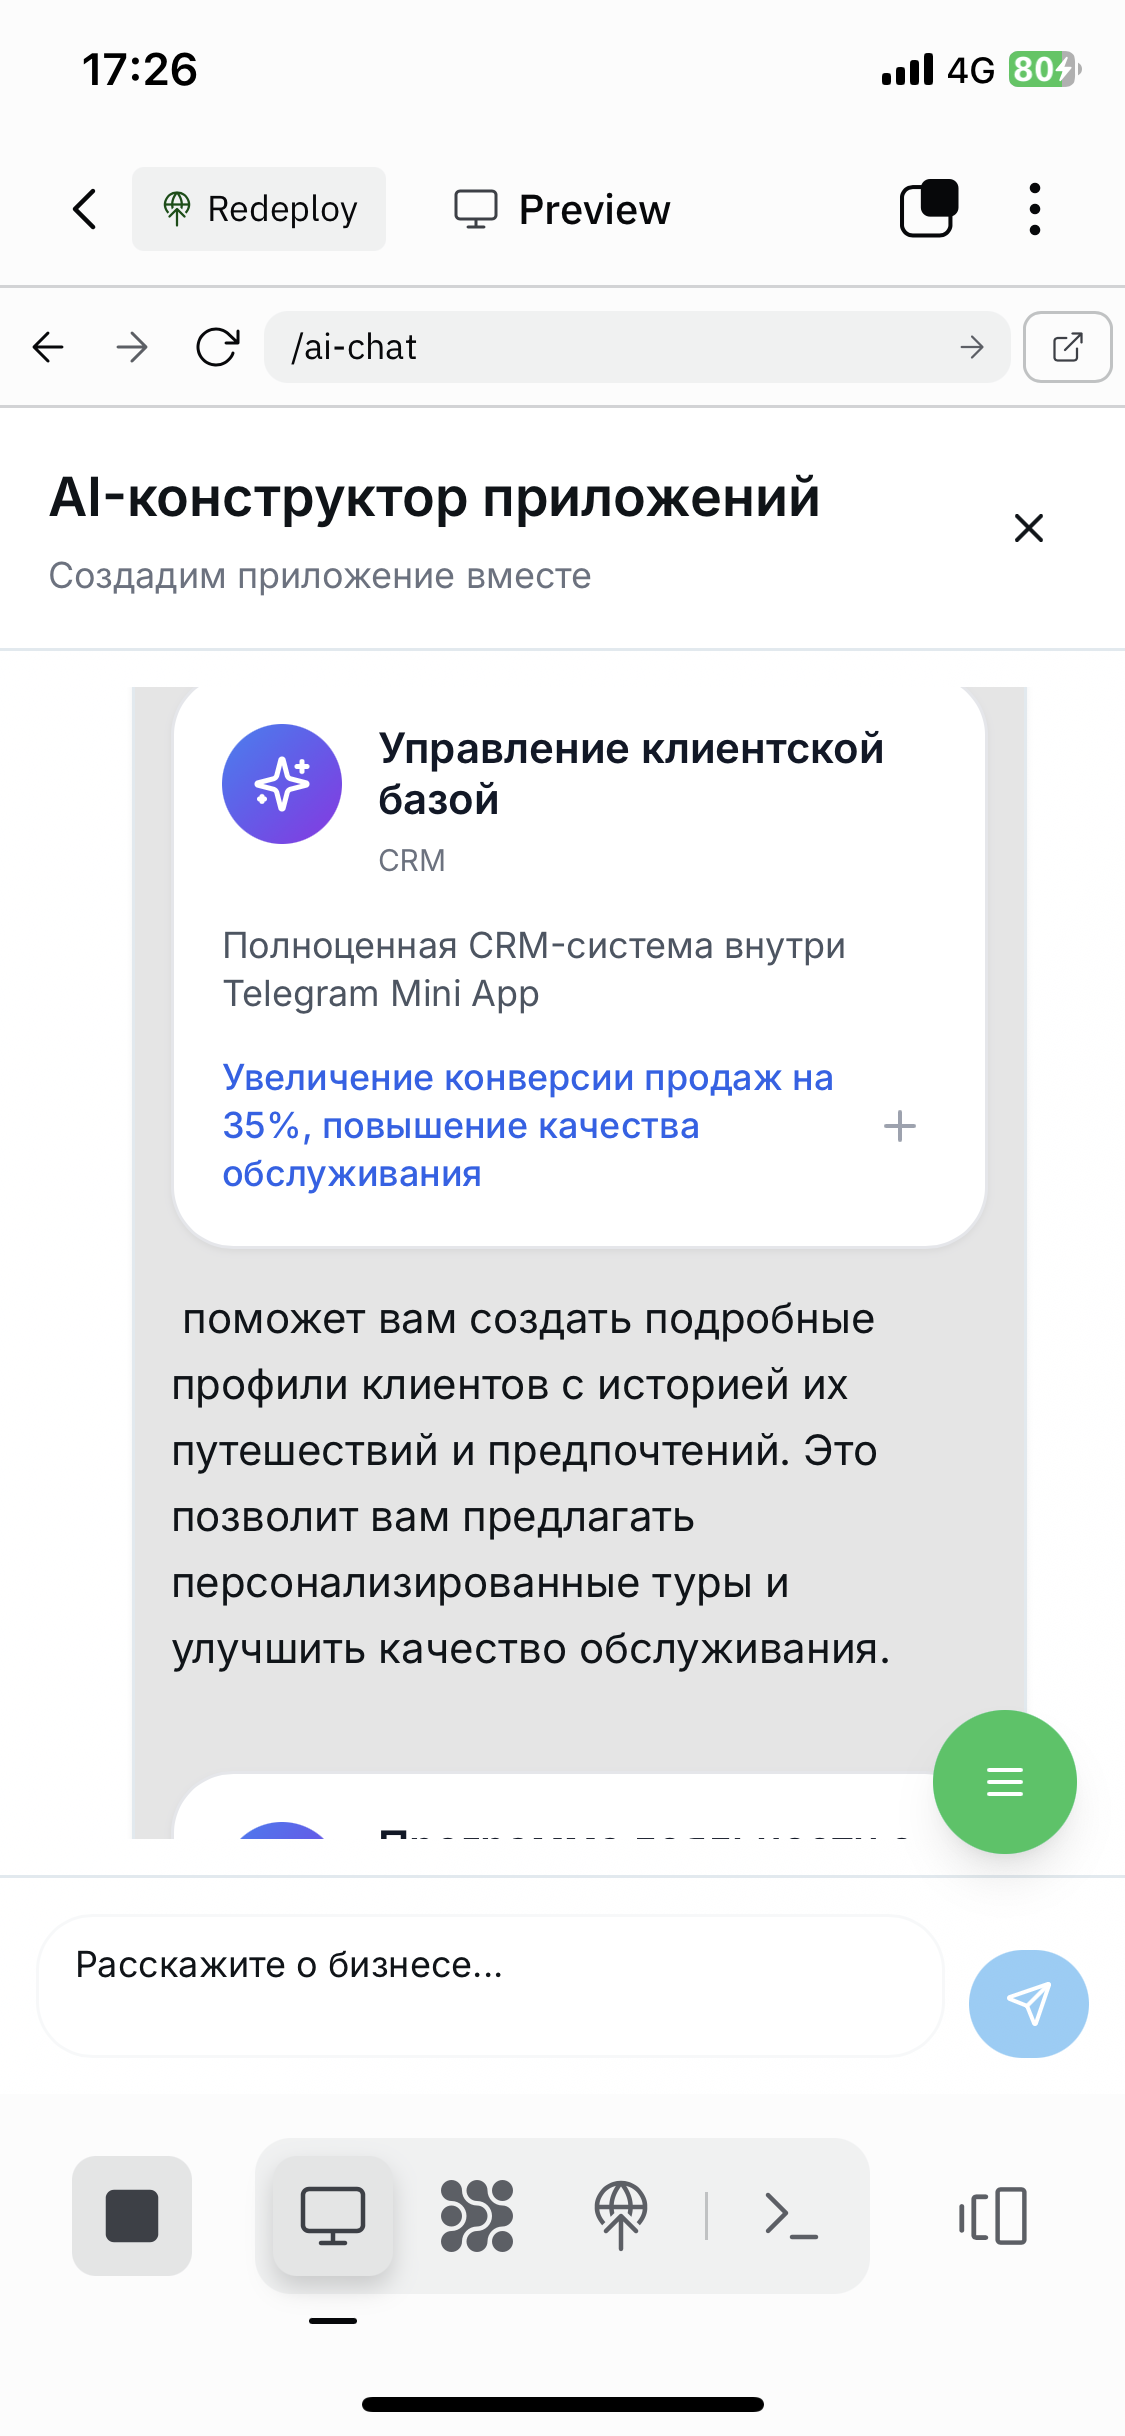 17:26
4G 80
Redeploy
Preview
/ai-chat
AI-конструктор приложений
Создадим приложение вместе
Управление клиентской
базой
CRM
Полноценная CRM-система внутри
Telegram Mini App
Увеличение конверсии продаж на
35%, повышение качества
обслуживания
поможет вам создать подробные
профили клиентов с историей их
путешествий и предпочтений. Это
позволит вам предлагать
персонализированные туры и
улучшить качество обслуживания.
Расскажите о бизнесе...